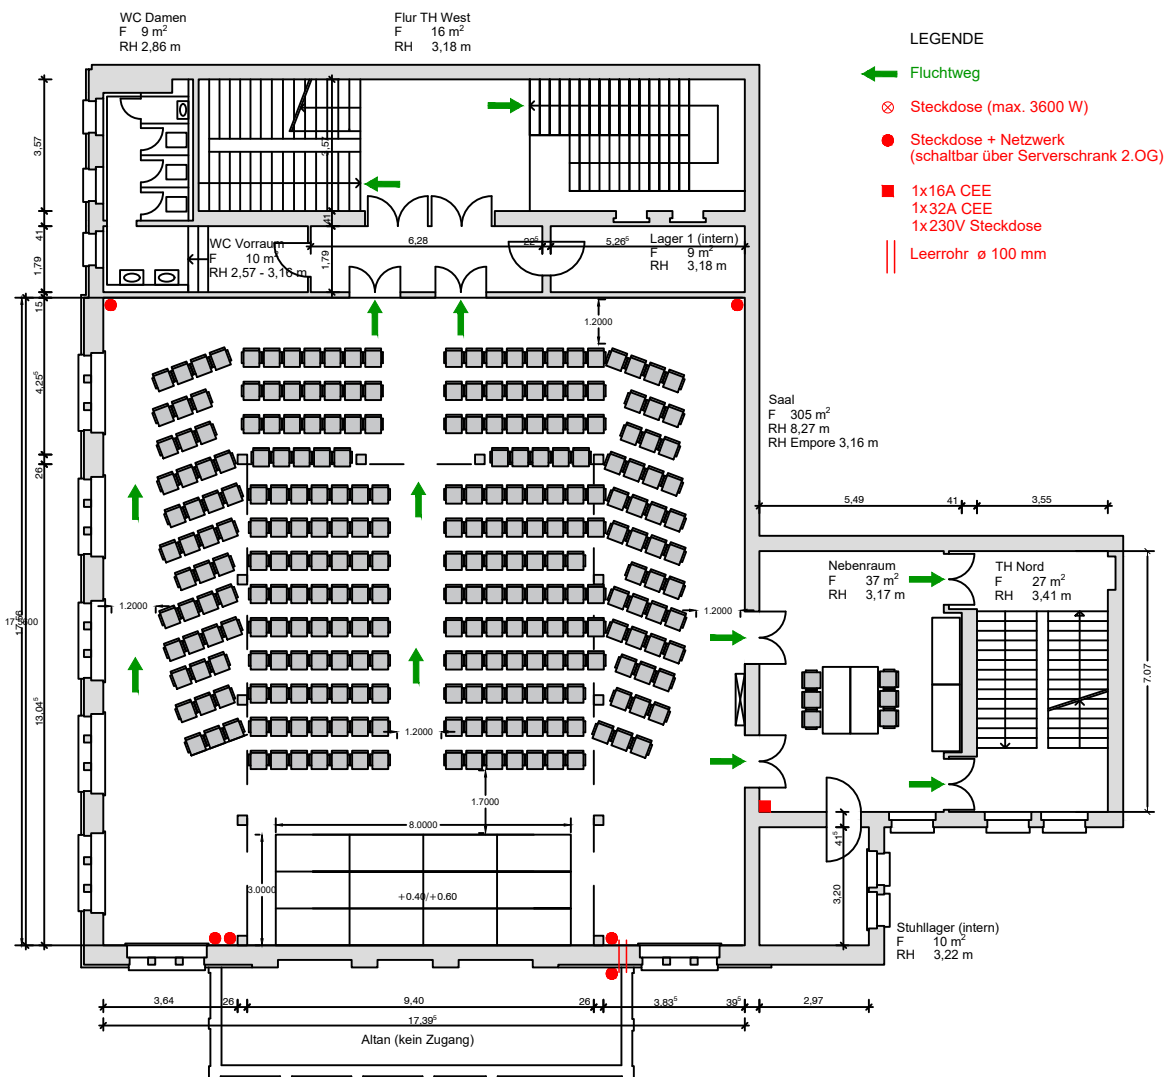 WC Damen
F 9 m²
RH 2,86 m
Flur TH West
F 16 m²
RH 3,18 m
LEGENDE
Fluchtweg
Steckdose (max. 3600 W)
Steckdose + Netzwerk
(schaltbar über Serverschrank 2.OG)
1x16A CEE
1x32A CEE
1x230V Steckdose
Leerrohr ø 100 mm
3,57
3,57
41
41
1,79
1,79
WC Vorraum
F 10 m²
RH 2,57 - 3,16 m
6,28
22⁵
5,26⁵
Lager 1 (intern)
F 9 m²
RH 3,18 m
15
1.2000
4,25⁵
Saal
F 305 m²
RH 8,27 m
RH Empore 3,16 m
26
5,49
41
3,55
Nebenraum
F 37 m²
RH 3,17 m
TH Nord
F 27 m²
RH 3,41 m
1.2000
1.2000
17,56
7,07
13,04⁵
1.2000
1.7000
8.0000
3.0000
+0.40/+0.60
41⁵
3,20
Stuhllager (intern)
F 10 m²
RH 3,22 m
3,64
26
9,40
26
3.83⁵
39⁵
2,97
17,39⁵
Altan (kein Zugang)